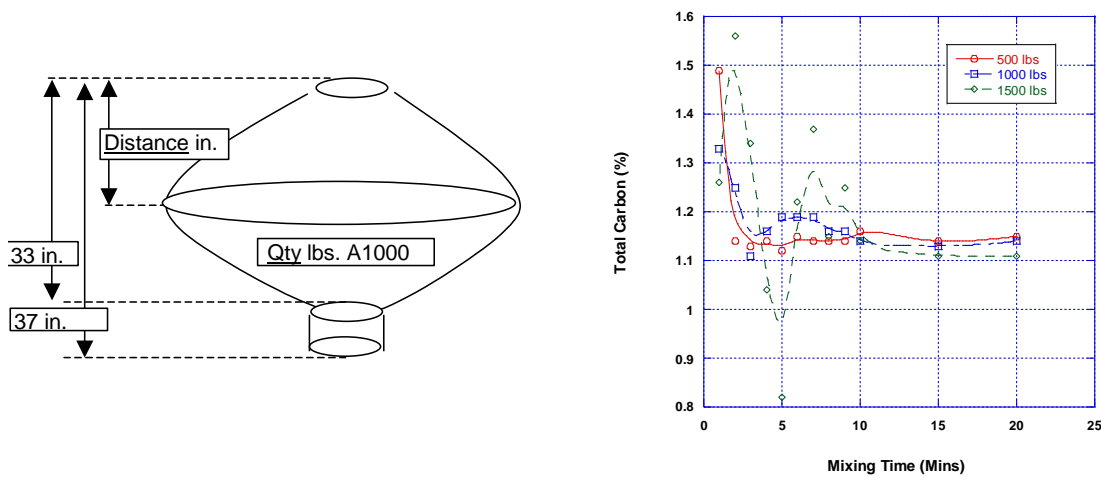 Distance in.
33 in.
Qty lbs. A1000
37 in.
1.6
1.5
1.4
1.3
1.2
1.1
1
0.9
0.8
Total Carbon (%)
500 lbs
1000 lbs
1500 lbs
0 5 10 15 20 25
Mixing Time (Mins)